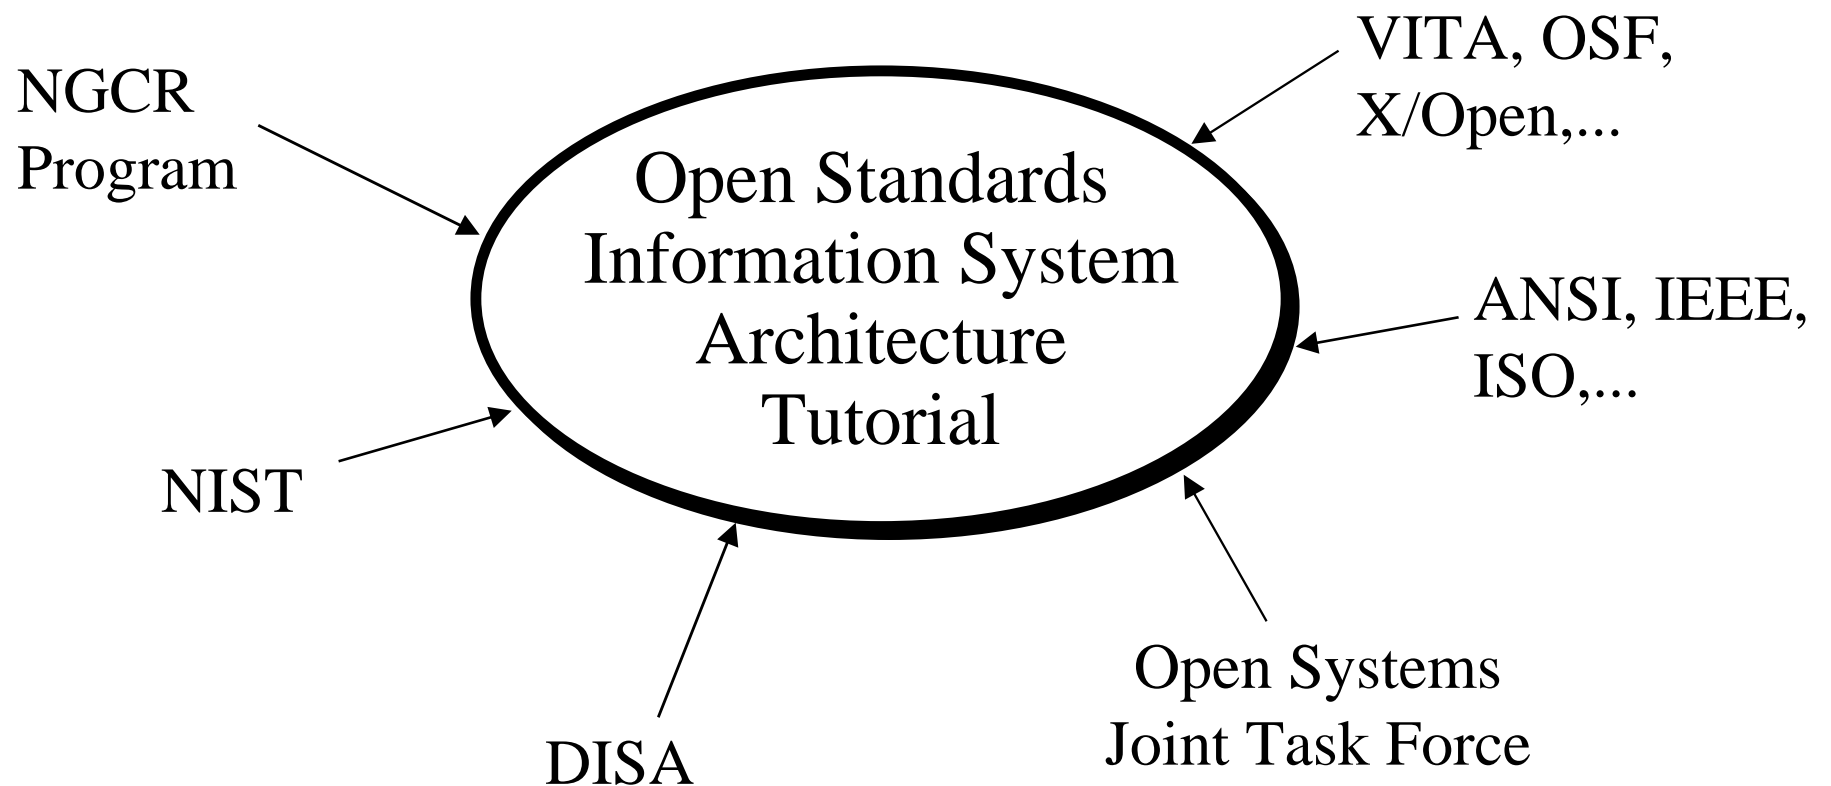 NGCR
Program
VITA, OSF,
X/Open,...
Open Standards
Information System
Architecture
Tutorial
ANSI, IEEE,
ISO,...
NIST
DISA
Open Systems
Joint Task Force